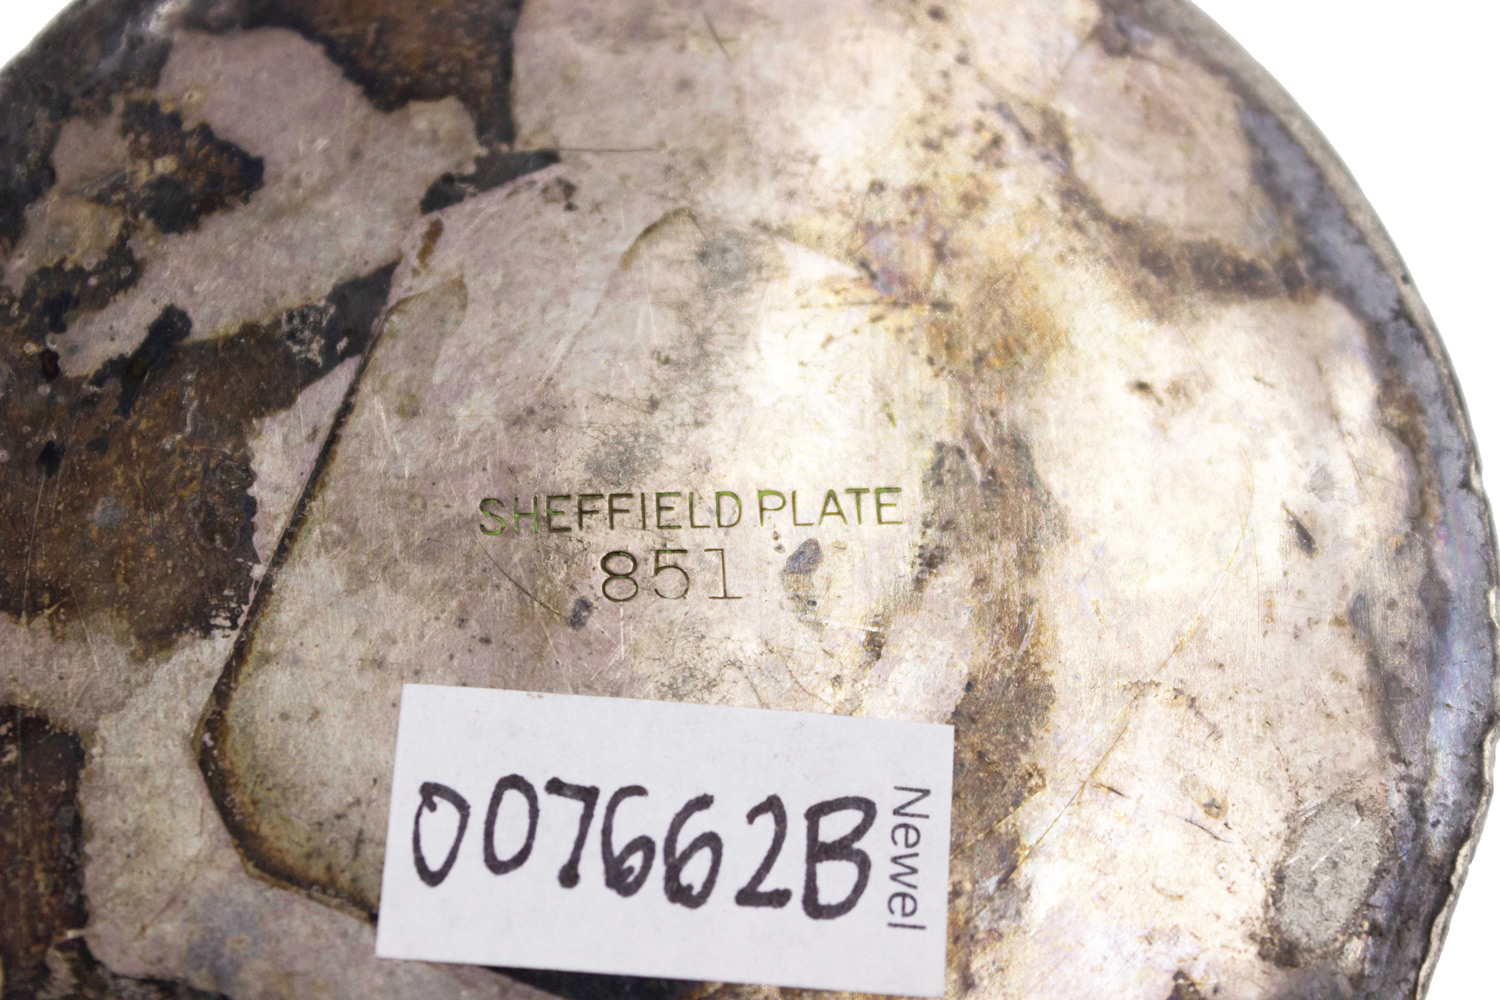 SHEFFIELD PLATE
851
007662B
Newel